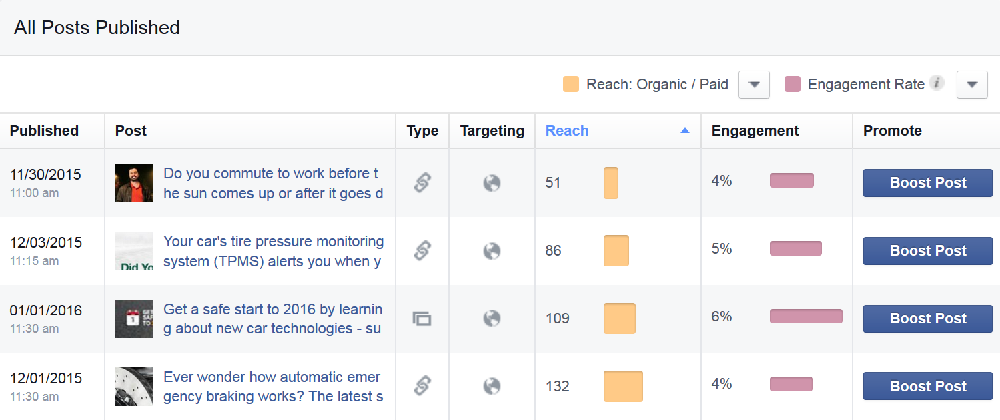 All Posts Published
Reach: Organic / Paid
Engagement Rate i
Published Post Type Targeting Reach Engagement Promote
11/30/2015
11:00 am
Do you commute to work before t
he sun comes up or after it goes d
51
4%
Boost Post
12/03/2015
11:15 am
Did Yo
Your car's tire pressure monitoring
system (TPMS) alerts you when y
86
5%
Boost Post
01/01/2016
11:30 am
1
GET
SAF
TO
Get a safe start to 2016 by learnin
g about new car technologies - su
109
6%
Boost Post
12/01/2015
11:30 am
Ever wonder how automatic emer
gency braking works? The latest s
132
4%
Boost Post